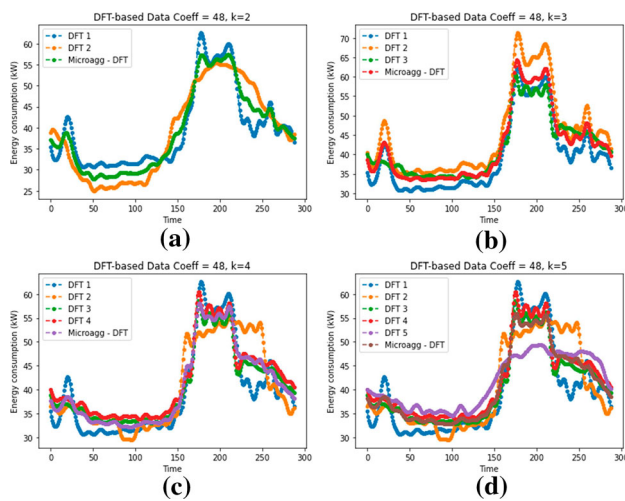 DFT-based Data Coeff = 48, k=2
DFT 1
DFT 2
Microagg - DFT
Energy consumption (kW)
60
55
50
45
40
35
30
25
0 50 100 150 200 250 300
Time
(a)
DFT-based Data Coeff = 48, k=3
DFT 1
DFT 2
DFT 3
Microagg - DFT
Energy consumption (kW)
70
65
60
55
50
45
40
35
30
0 50 100 150 200 250 300
Time
(b)
DFT-based Data Coeff = 48, k=4
DFT 1
DFT 2
DFT 3
DFT 4
Microagg - DFT
Energy consumption (kW)
60
55
50
45
40
35
30
0 50 100 150 200 250 300
Time
(c)
DFT-based Data Coeff = 48, k=5
DFT 1
DFT 2
DFT 3
DFT 4
DFT 5
Microagg - DFT
Energy consumption (kW)
60
55
50
45
40
35
30
0 50 100 150 200 250 300
Time
(d)